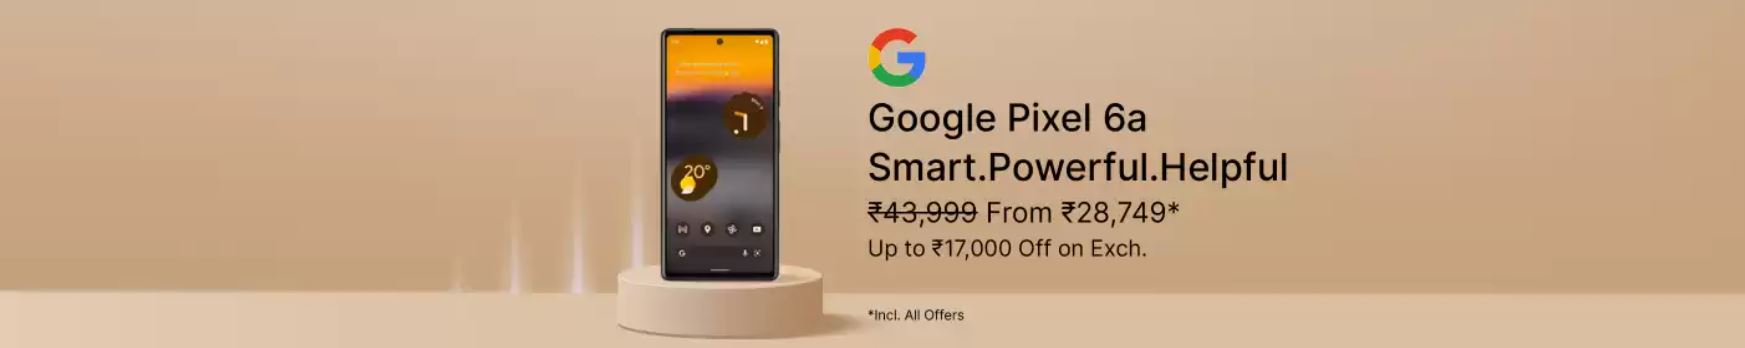 Google Pixel 6a
Smart.Powerful.Helpful
₹43,999 From ₹28,749*
Up to ₹17,000 Off on Exch.
*Incl. All Offers
20°